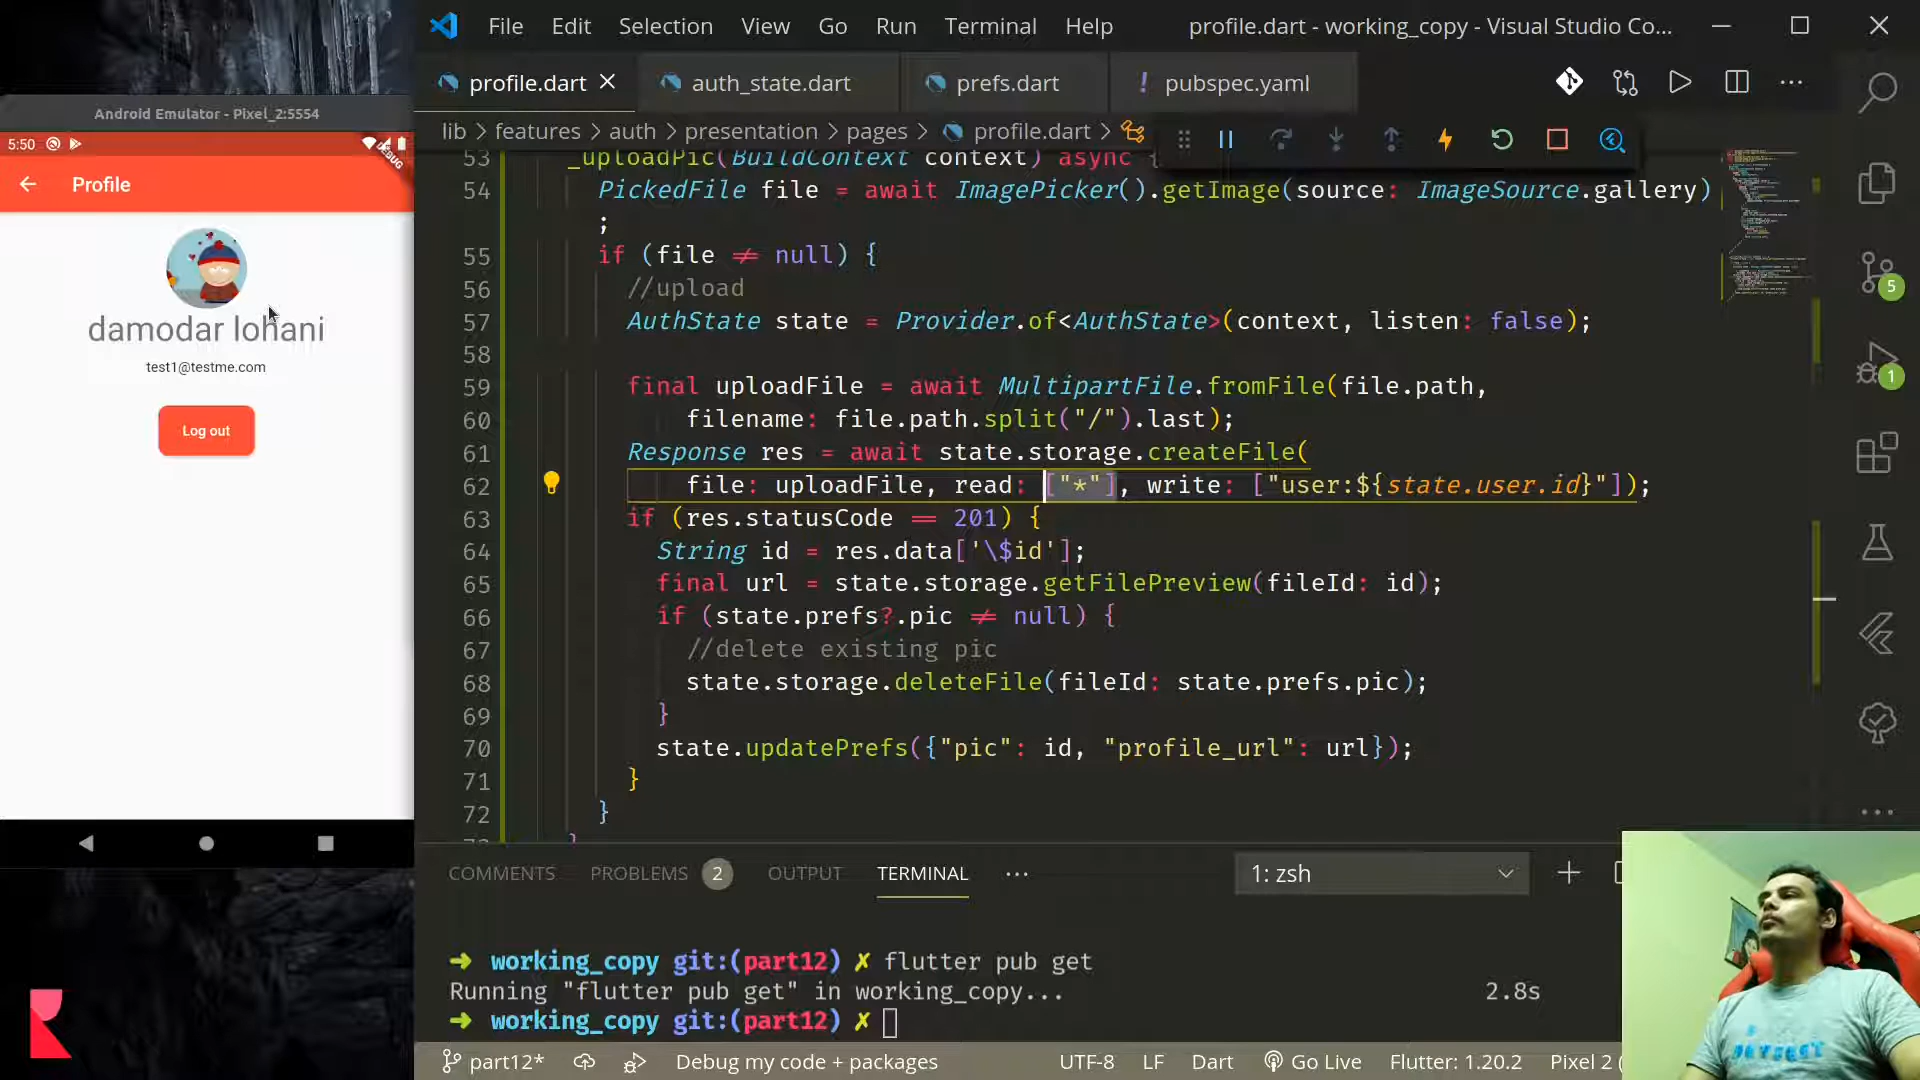 File Edit Selection View Go Run Terminal Help profile.dart - working_copy - Visual Studio Co...
profile.dart auth_state.dart prefs.dart ! pubspec.yaml
Android Emulator - Pixel_2:5554
lib > features > auth > presentation > pages > profile.dart >
5:50
DEBUG
Profile
damodar lohani
test1@testme.com
Log out
53 _uploadPic(BuildContext context) async {
54 PickedFile file = await ImagePicker().getImage(source: ImageSource.gallery)
;
55 if (file ≠ null) {
56 //upload
57 AuthState state = Provider.of<AuthState>(context, listen: false);
58
59 final uploadFile = await MultipartFile.fromFile(file.path,
60 filename: file.path.split("/").last);
61 Response res = await state.storage.createFile(
62 file: uploadFile, read: ["*"], write: ["user:${state.user.id}"]);
63 if (res.statusCode == 201) {
64 String id = res.data['\$id'];
65 final url = state.storage.getFilePreview(fileId: id);
66 if (state.prefs?.pic ≠ null) {
67 //delete existing pic
68 state.storage.deleteFile(fileId: state.prefs.pic);
69 }
70 state.updatePrefs({"pic": id, "profile_url": url});
71 }
72 }
5
1
COMMENTS PROBLEMS 2 OUTPUT TERMINAL ··· 1: zsh
➜ working_copy git:(part12) ✗ flutter pub get
Running "flutter pub get" in working_copy... 2.8s
➜ working_copy git:(part12) ✗
part12* Debug my code + packages UTF-8 LF Dart Go Live Flutter: 1.20.2 Pixel 2 (